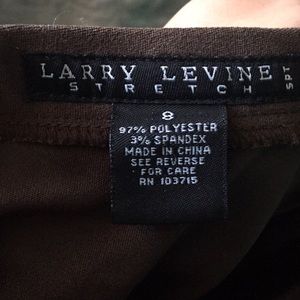 LARRY LEVINE
STRETCH
SPT
8
97% POLYESTER
3% SPANDEX
MADE IN CHINA
SEE REVERSE
FOR CARE
RN 103715